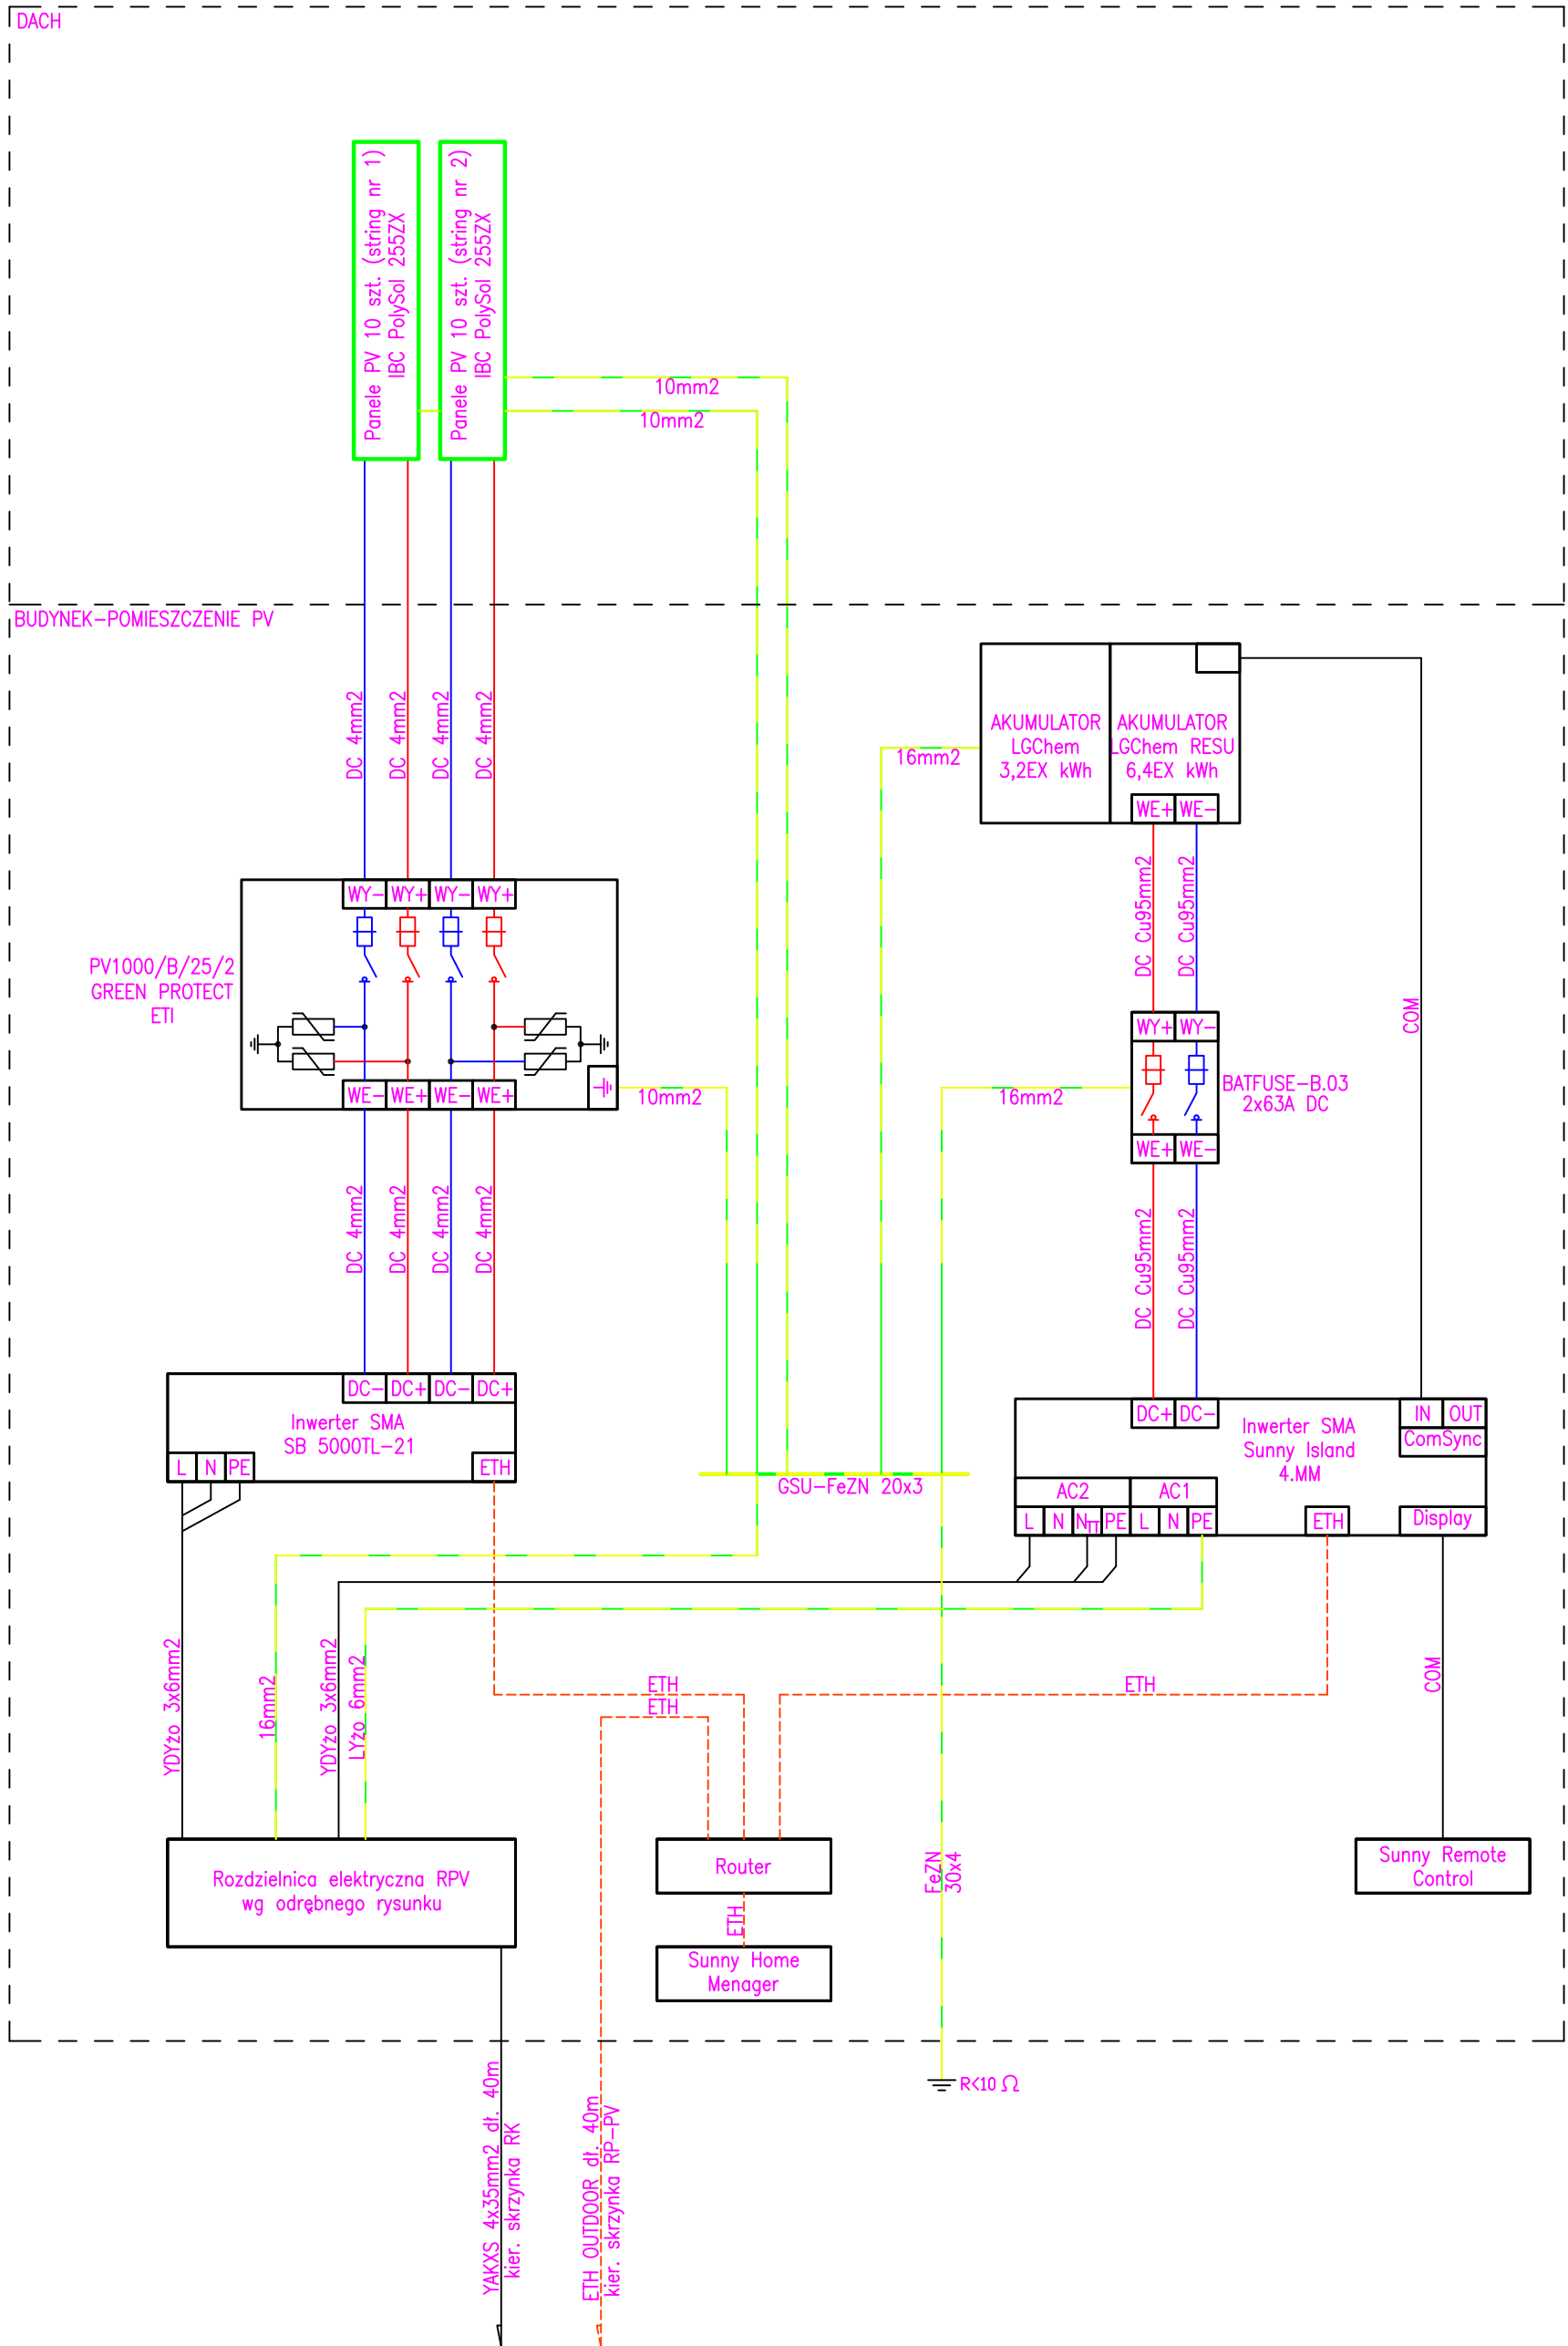 DACH
Panele PV 10 szt. (string nr 1)
IBC PolySol 255ZX
Panele PV 10 szt. (string nr 2)
IBC PolySol 255ZX
10mm2
10mm2
BUDYNEK-POMIESZCZENIE PV
DC 4mm2
DC 4mm2
DC 4mm2
DC 4mm2
AKUMULATOR
LGChem
3,2EX kWh
AKUMULATOR
LGChem RESU
6,4EX kWh
WE+ WE-
16mm2
DC Cu95mm2
DC Cu95mm2
COM
WY- WY+ WY- WY+
PV1000/B/25/2
GREEN PROTECT
ETI
WE- WE+ WE- WE+
10mm2
WY+ WY-
16mm2
BATFUSE-B.03
2x63A DC
WE+ WE-
DC 4mm2
DC 4mm2
DC 4mm2
DC 4mm2
DC Cu95mm2
DC Cu95mm2
DC- DC+ DC- DC+
Inwerter SMA
SB 5000TL-21
L N PE
ETH
GSU-FeZN 20x3
DC+ DC-
Inwerter SMA
Sunny Island
4.MM
IN OUT
ComSync
AC2 AC1
L N NTT PE L N PE
ETH
Display
YDYżo 3x6mm2
16mm2
YDYżo 3x6mm2
LYżo 6mm2
ETH
ETH
ETH
COM
Rozdzielnica elektryczna RPV
wg odrębnego rysunku
Router
ETH
Sunny Home
Menager
FeZN
30x4
Sunny Remote
Control
R<10 Ω
YAKXS 4x35mm2 dł. 40m
kier. skrzynka RK
ETH OUTDOOR dł. 40m
kier. skrzynka RP-PV